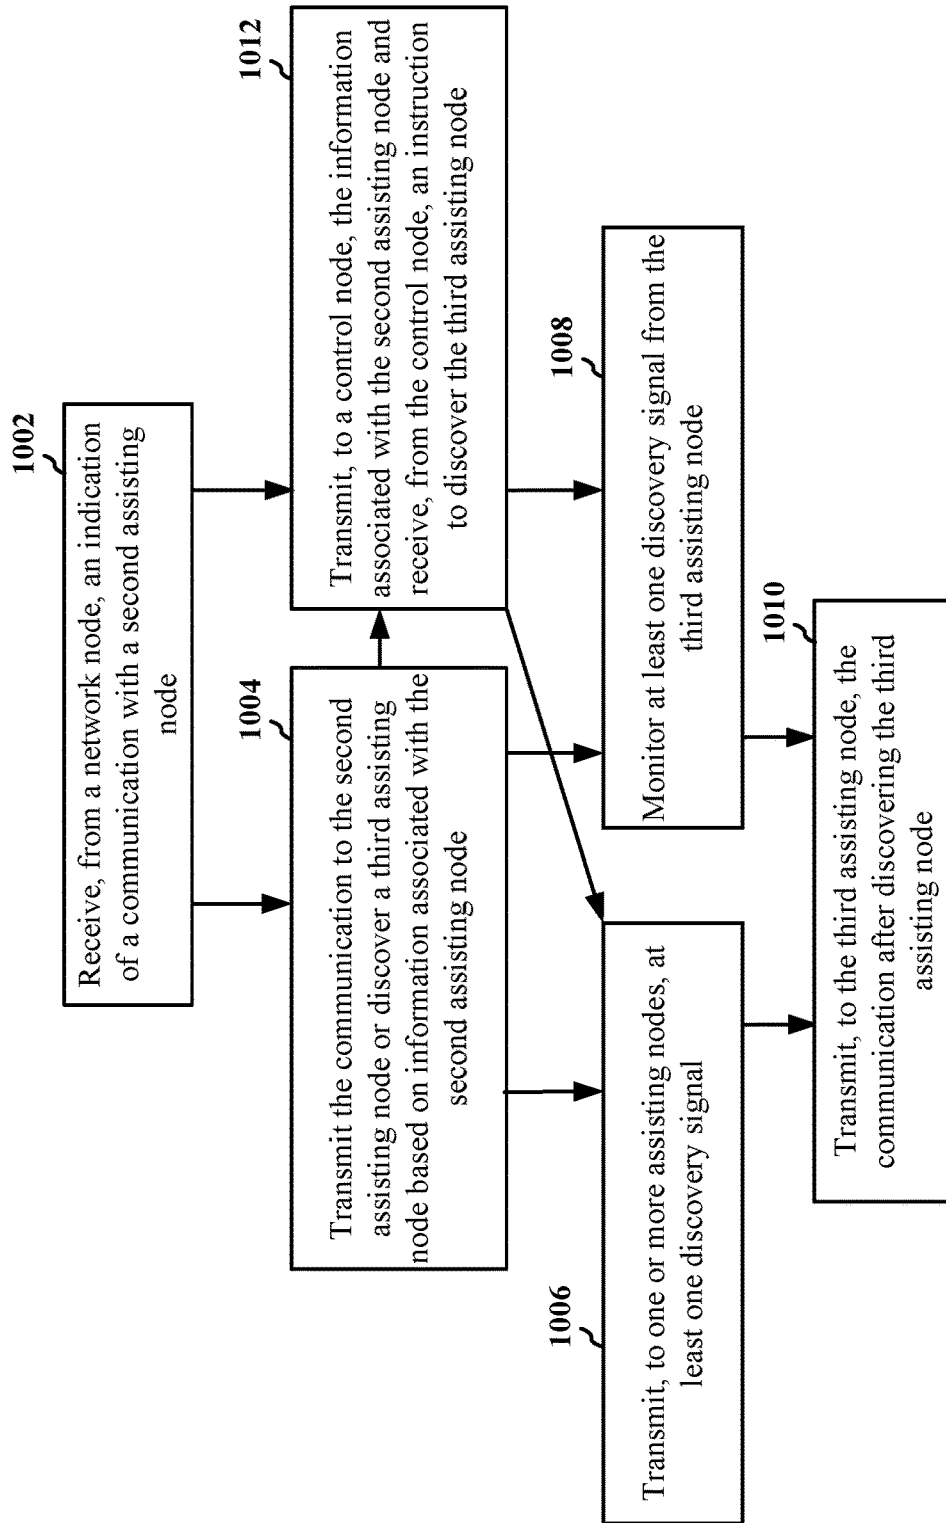 1002
Receive, from a network node, an indication
of a communication with a second assisting
node
1004
Transmit the communication to the second
assisting node or discover a third assisting
node based on information associated with the
second assisting node
1012
Transmit, to a control node, the information
associated with the second assisting node and
receive, from the control node, an instruction
to discover the third assisting node
1006
Transmit, to one or more assisting nodes, at
least one discovery signal
1008
Monitor at least one discovery signal from the
third assisting node
1010
Transmit, to the third assisting node, the
communication after discovering the third
assisting node